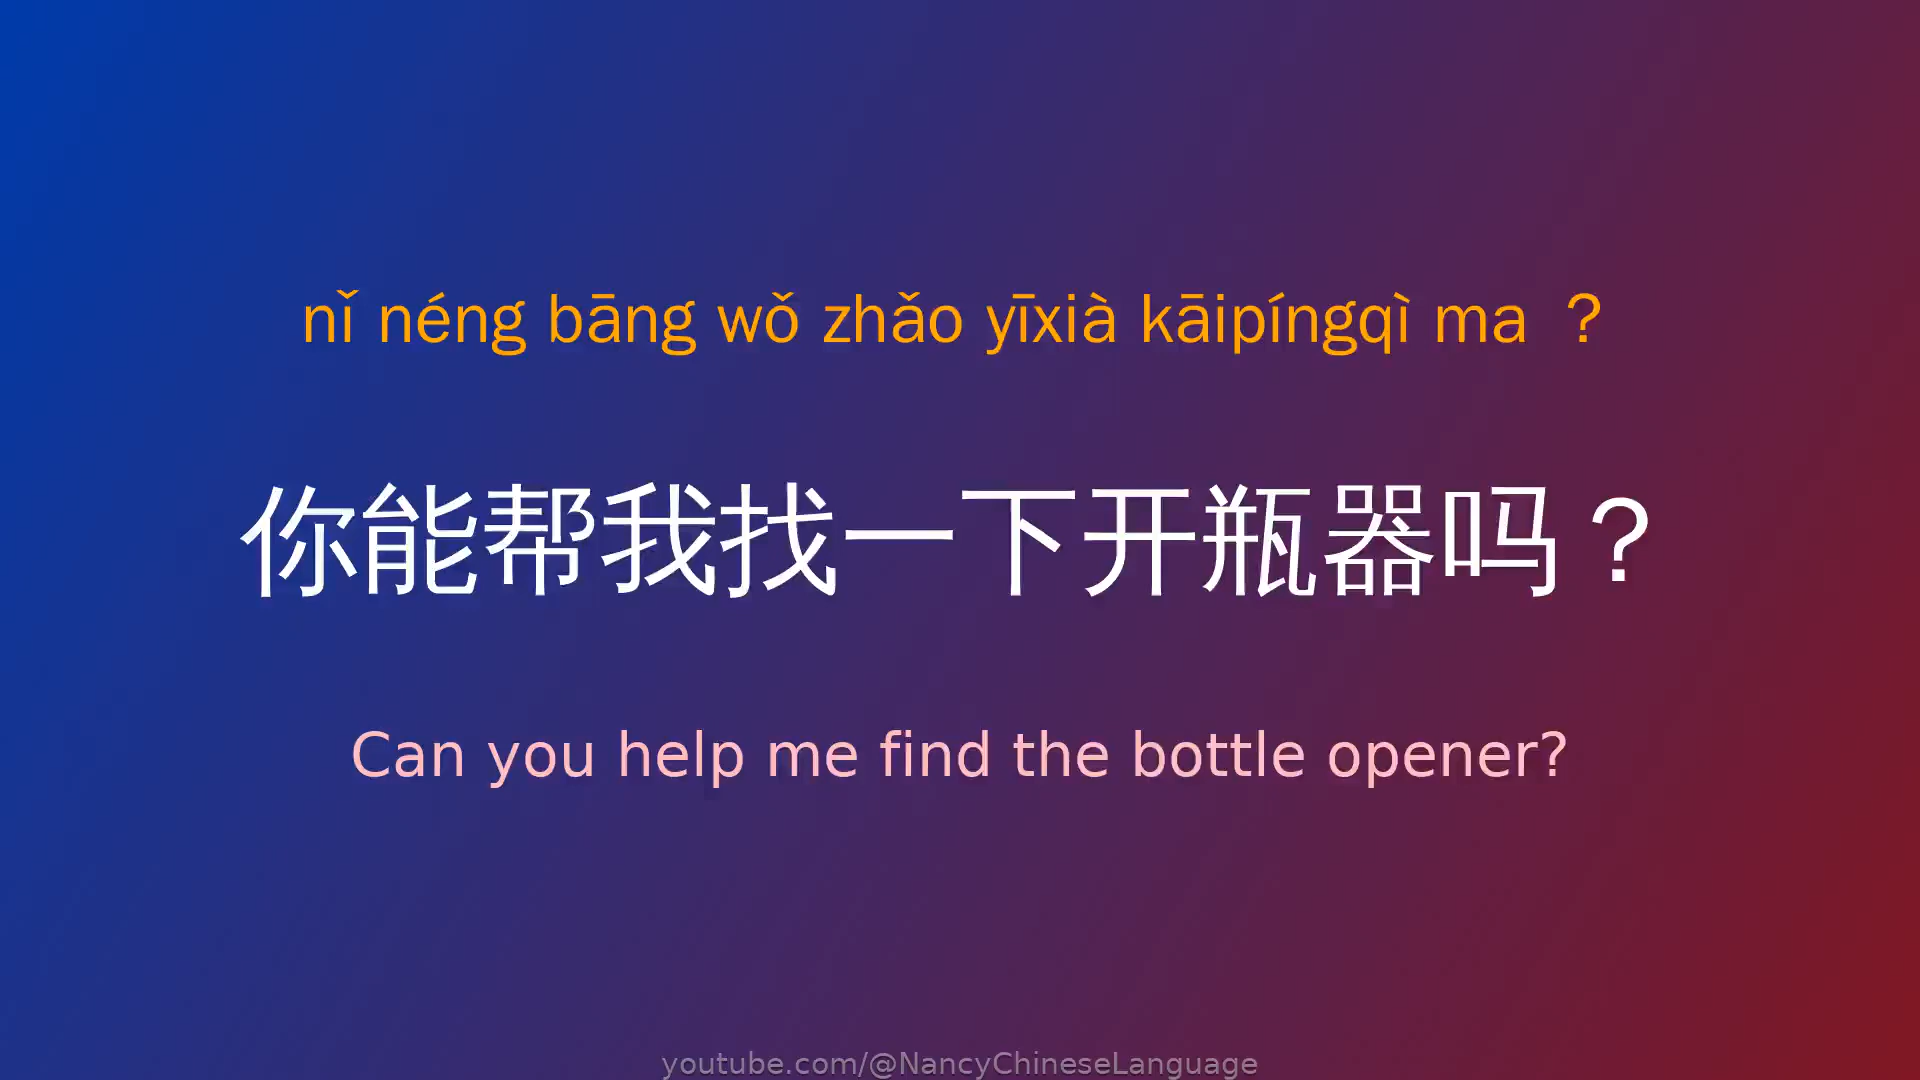 nǐ néng bāng wǒ zhǎo yīxià kāipíngqì ma ？
你能帮我找一下开瓶器吗？
Can you help me find the bottle opener?
youtube.com/@NancyChineseLanguage